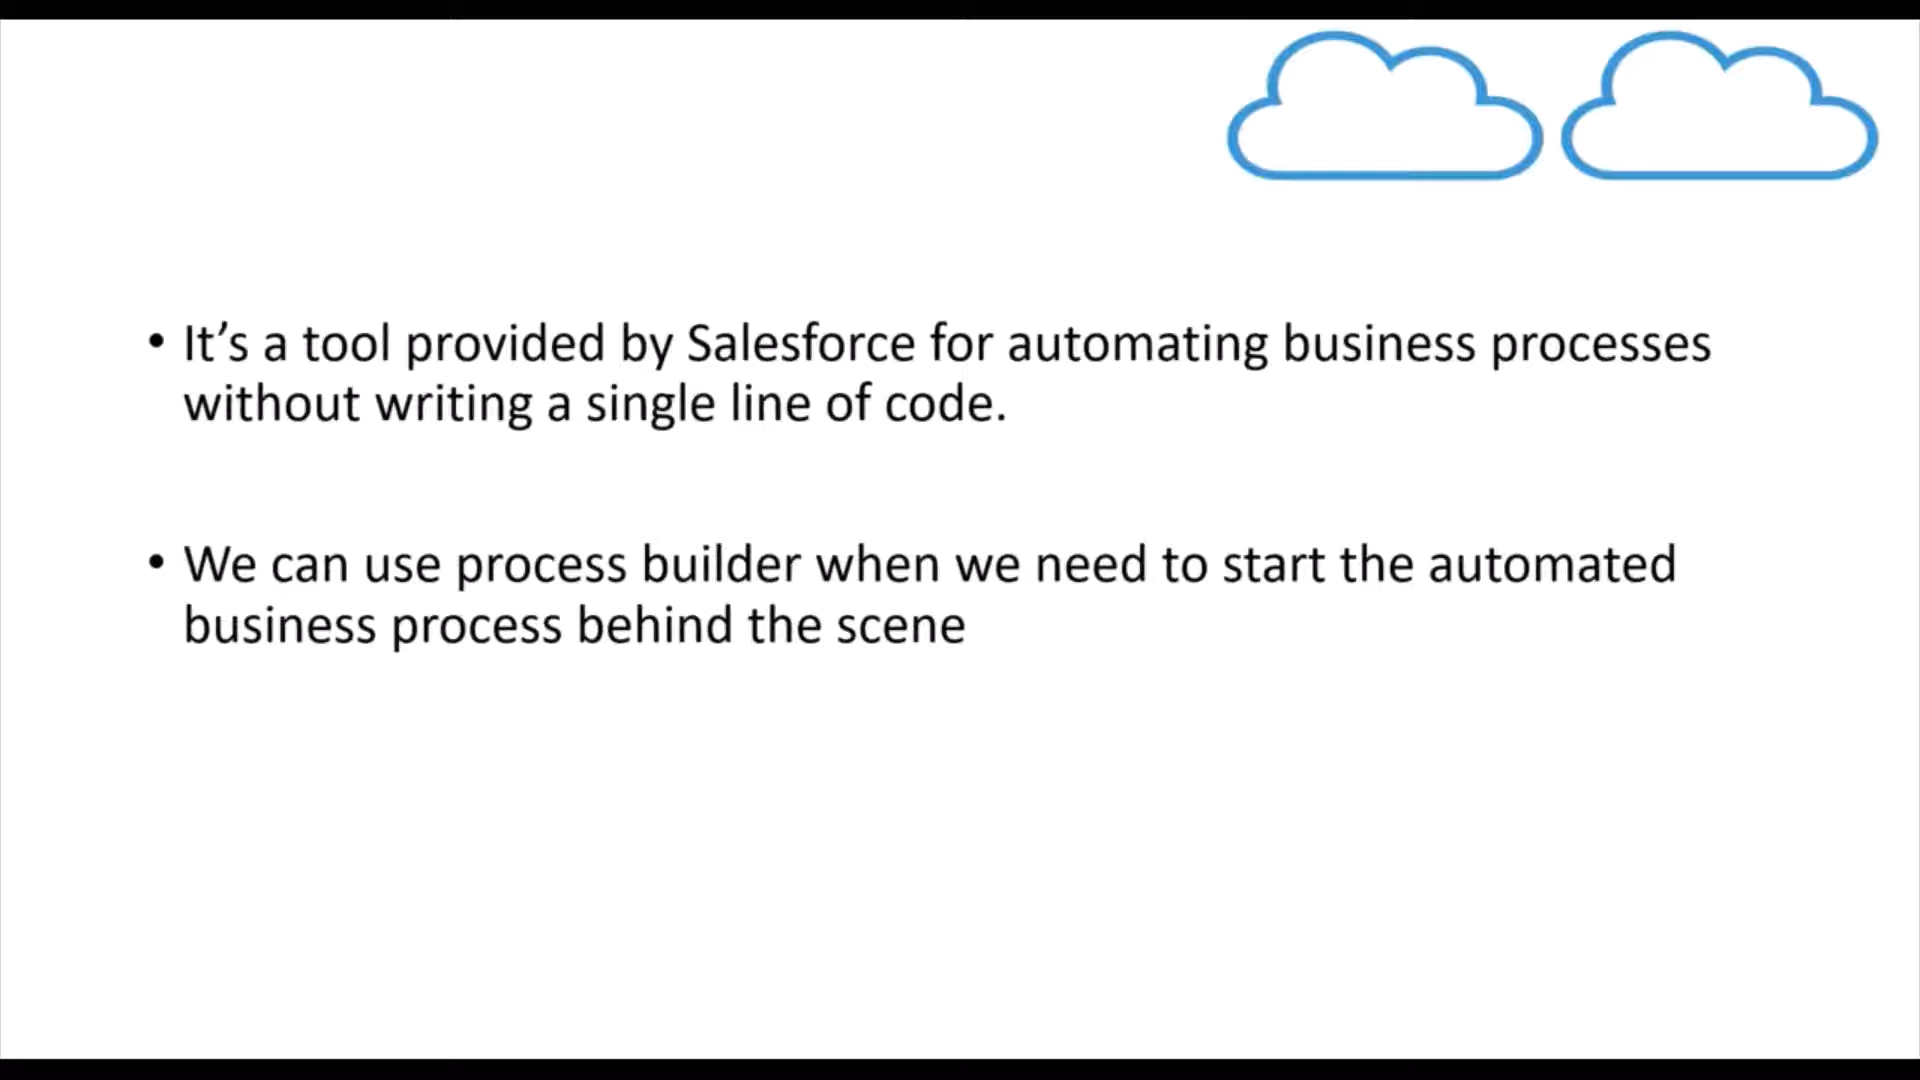 • It’s a tool provided by Salesforce for automating business processes
without writing a single line of code.
• We can use process builder when we need to start the automated
business process behind the scene